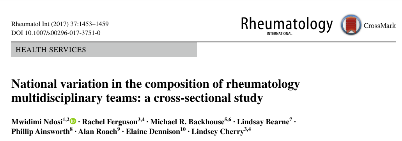 Rheumatol Int (2017) 37:1453–1459
DOI 10.1007/s00296-017-3751-0
Rheumatology
INTERNATIONAL
CrossMark
HEALTH SERVICES
National variation in the composition of rheumatology
multidisciplinary teams: a cross-sectional study
Mwidimi Ndosi1,2 · Rachel Ferguson3,4 · Michael R. Backhouse5,6 · Lindsay Bearne7 ·
Phillip Ainsworth8 · Alan Roach9 · Elaine Dennison10 · Lindsey Cherry3,4